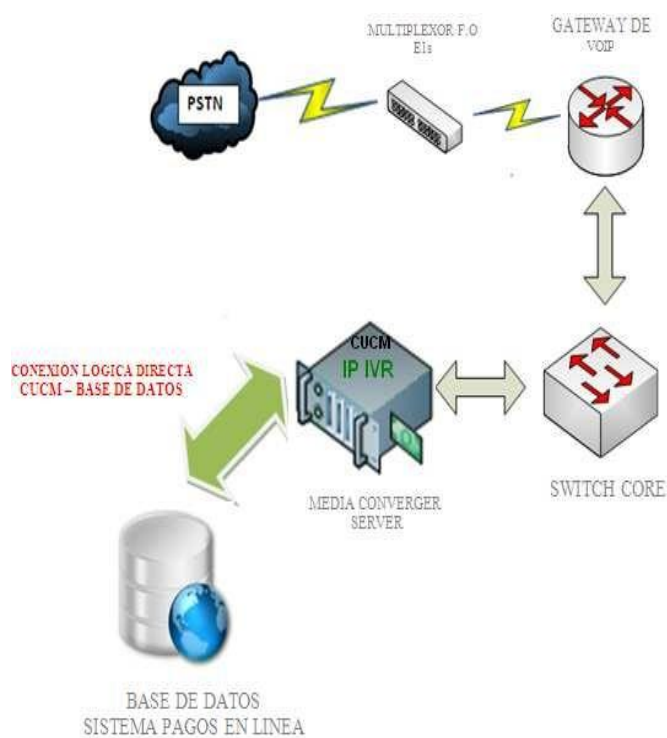 MULTIPLEXOR F.O
E1s
GATEWAY DE
VOIP
PSTN
CUCM
IP IVR
CONEXION LOGICA DIRECTA
CUCM – BASE DE DATOS
MEDIA CONVERGER
SERVER
SWITCH CORE
BASE DE DATOS
SISTEMA PAGOS EN LINEA